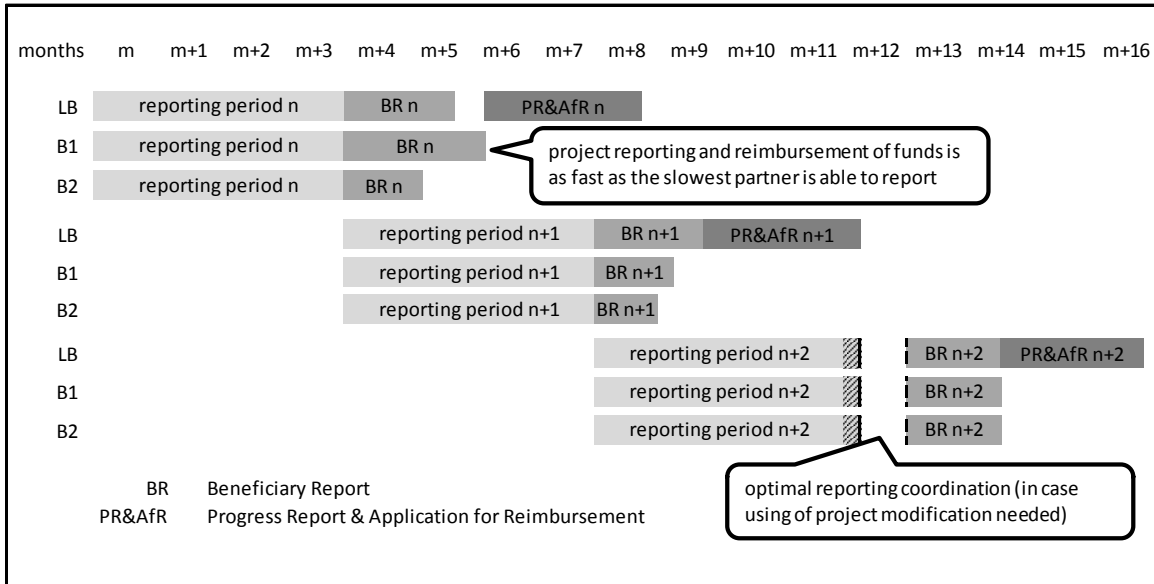 months m m+1 m+2 m+3 m+4 m+5 m+6 m+7 m+8 m+9 m+10 m+11 m+12 m+13 m+14 m+15 m+16
LB reporting period n BR n PR&AfR n
B1 reporting period n BR n
project reporting and reimbursement of funds is
as fast as the slowest partner is able to report
B2 reporting period n BR n
LB reporting period n+1 BR n+1 PR&AfR n+1
B1 reporting period n+1 BR n+1
B2 reporting period n+1 BR n+1
LB reporting period n+2 BR n+2 PR&AfR n+2
B1 reporting period n+2 BR n+2
B2 reporting period n+2 BR n+2
optimal reporting coordination (in case
using of project modification needed)
BR Beneficiary Report
PR&AfR Progress Report & Application for Reimbursement